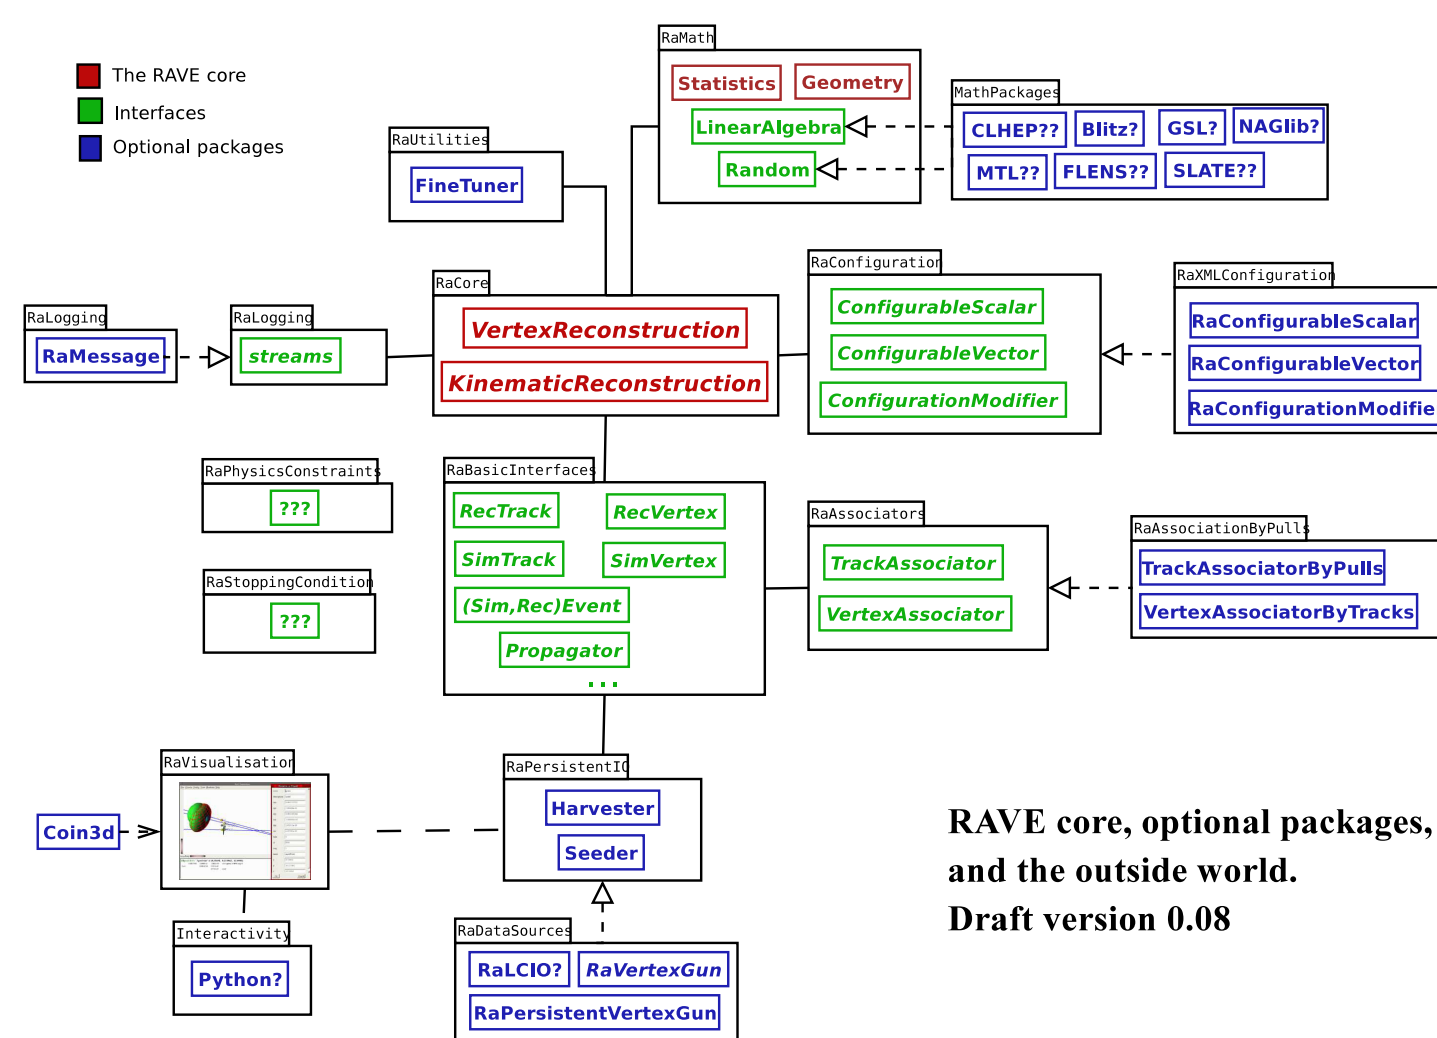 The RAVE core
Interfaces
Optional packages
RaMath
Statistics
Geometry
LinearAlgebra
Random
MathPackages
CLHEP??
Blitz?
GSL?
NAGlib?
MTL??
FLENS??
SLATE??
RaUtilities
FineTuner
RaCore
VertexReconstruction
KinematicReconstruction
RaLogging
RaMessage
RaLogging
streams
RaConfiguration
ConfigurableScalar
ConfigurableVector
ConfigurationModifier
RaXMLConfiguration
RaConfigurableScalar
RaConfigurableVector
RaConfigurationModifie
RaPhysicsConstraints
???
RaStoppingCondition
???
RaBasicInterfaces
RecTrack
RecVertex
SimTrack
SimVertex
(Sim,Rec)Event
Propagator
...
RaAssociators
TrackAssociator
VertexAssociator
RaAssociationByPulls
TrackAssociatorByPulls
VertexAssociatorByTracks
RaVisualisation
Coin3d
Interactivity
Python?
RaPersistentIO
Harvester
Seeder
RaDataSources
RaLCIO?
RaVertexGun
RaPersistentVertexGun
RAVE core, optional packages,
and the outside world.
Draft version 0.08